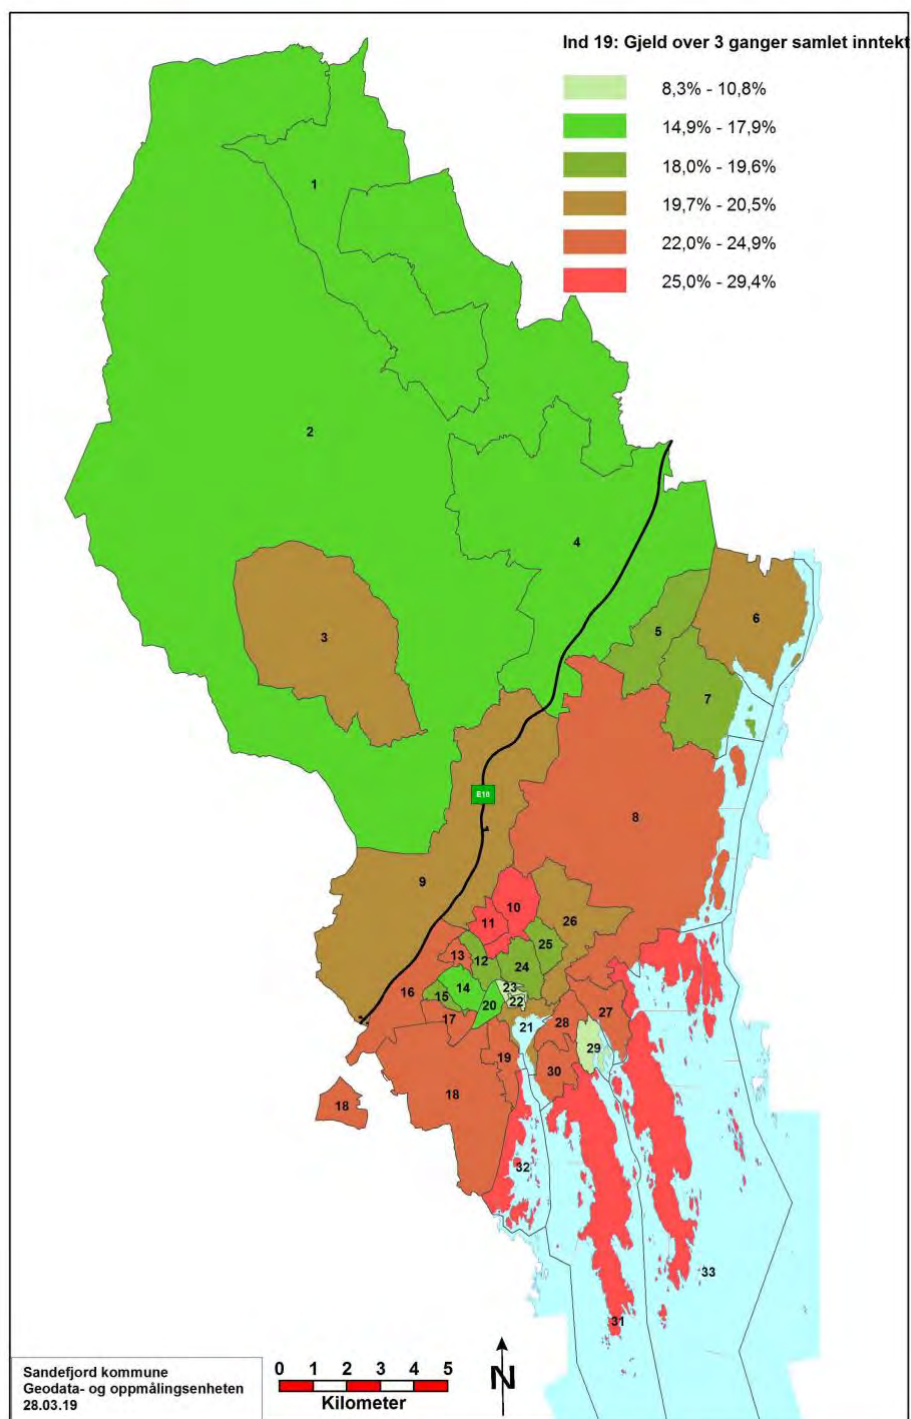 Ind 19: Gjeld over 3 ganger samlet inntekt
8,3% - 10,8%
14,9% - 17,9%
18,0% - 19,6%
19,7% - 20,5%
22,0% - 24,9%
25,0% - 29,4%
1
2
4
3
5
6
7
E18
8
9
10
11
26
25
13
12
24
16
14
15
23
22
20
17
21
28
27
19
29
30
18
18
32
33
31
Sandefjord kommune
Geodata- og oppmålingsenheten
28.03.19
0 1 2 3 4 5
Kilometer
N